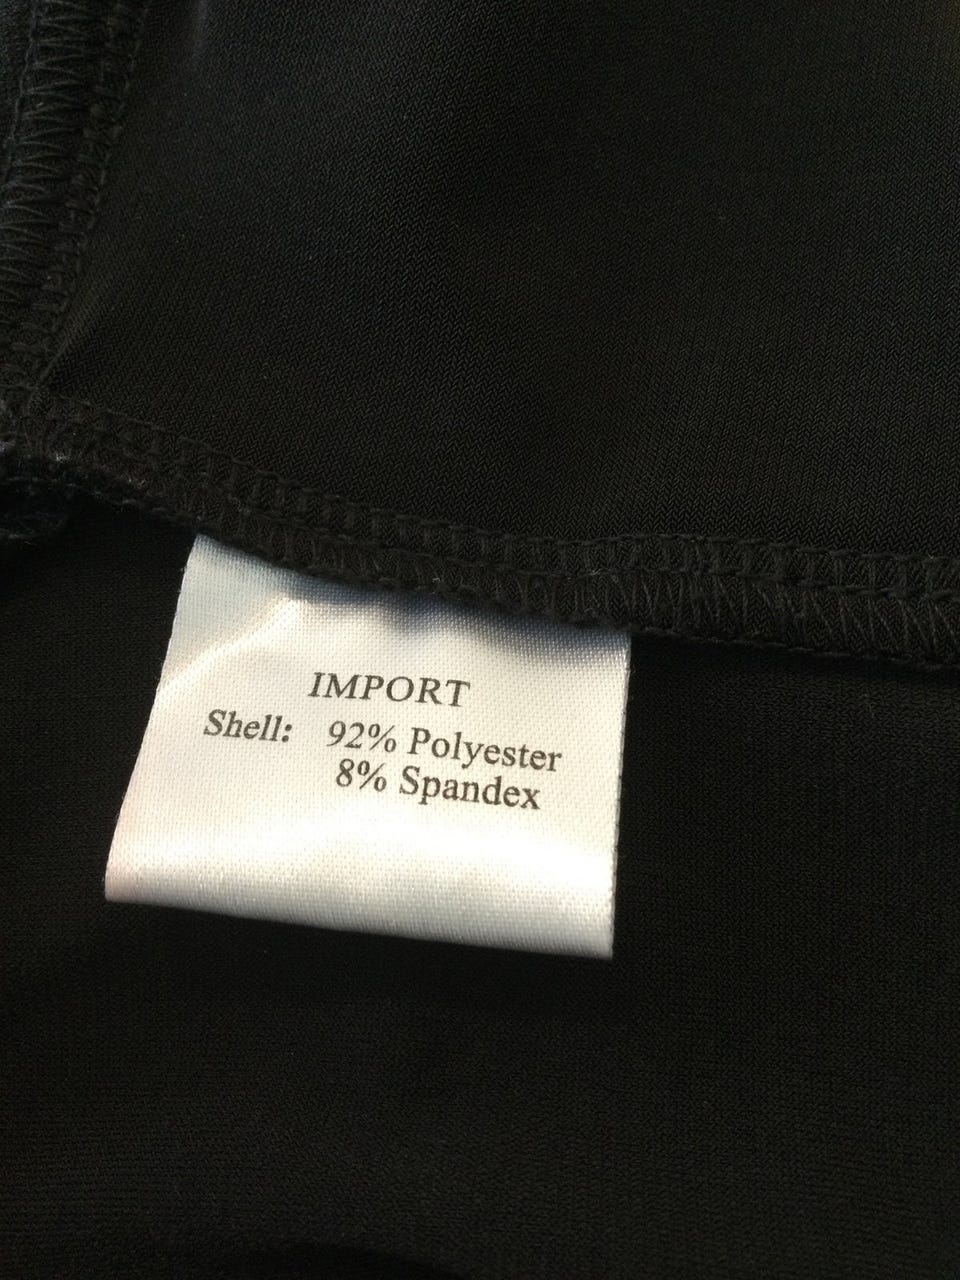 IMPORT
Shell: 92% Polyester
8% Spandex